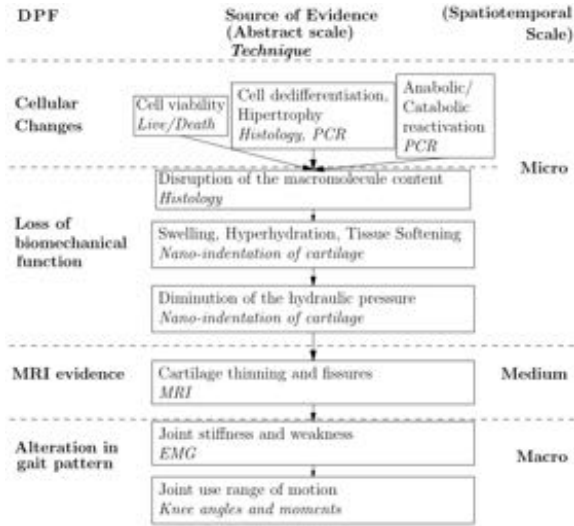 DPF
Source of Evidence
(Abstract scale)
Technique
(Spatiotemporal
Scale)
Cellular
Changes
Cell viability
Live/Death
Cell dedifferentiation,
Hipertrophy
Histology, PCR
Anabolic/
Catabolic
reactivation
PCR
Micro
Disruption of the macromolecule content
Histology
Loss of
biomechanical
function
Swelling, Hyperhydration, Tissue Softening
Nano-indentation of cartilage
Diminution of the hydraulic pressure
Nano-indentation of cartilage
MRI evidence
Cartilage thinning and fissures
MRI
Medium
Alteration in
gait pattern
Joint stiffness and weakness
EMG
Macro
Joint use range of motion
Knee angles and moments